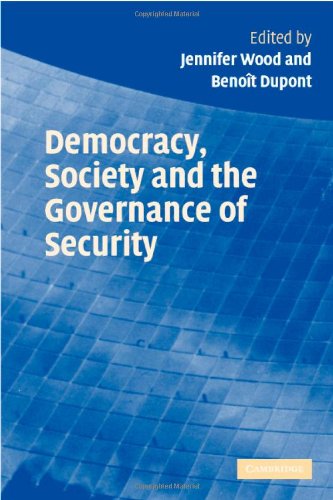 Edited by
Jennifer Wood and
Benoît Dupont
Democracy,
Society and the
Governance of
Security
CAMBRIDGE